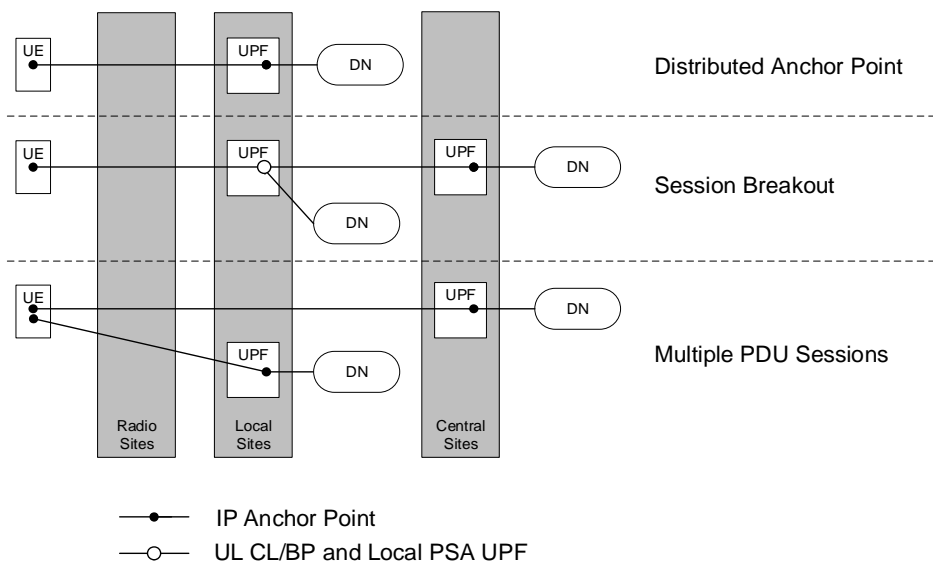 UE
UPF
DN
Distributed Anchor Point
UE
UPF
UPF
DN
Session Breakout
DN
UE
UPF
DN
Multiple PDU Sessions
UPF
DN
Radio
Sites
Local
Sites
Central
Sites
IP Anchor Point
UL CL/BP and Local PSA UPF